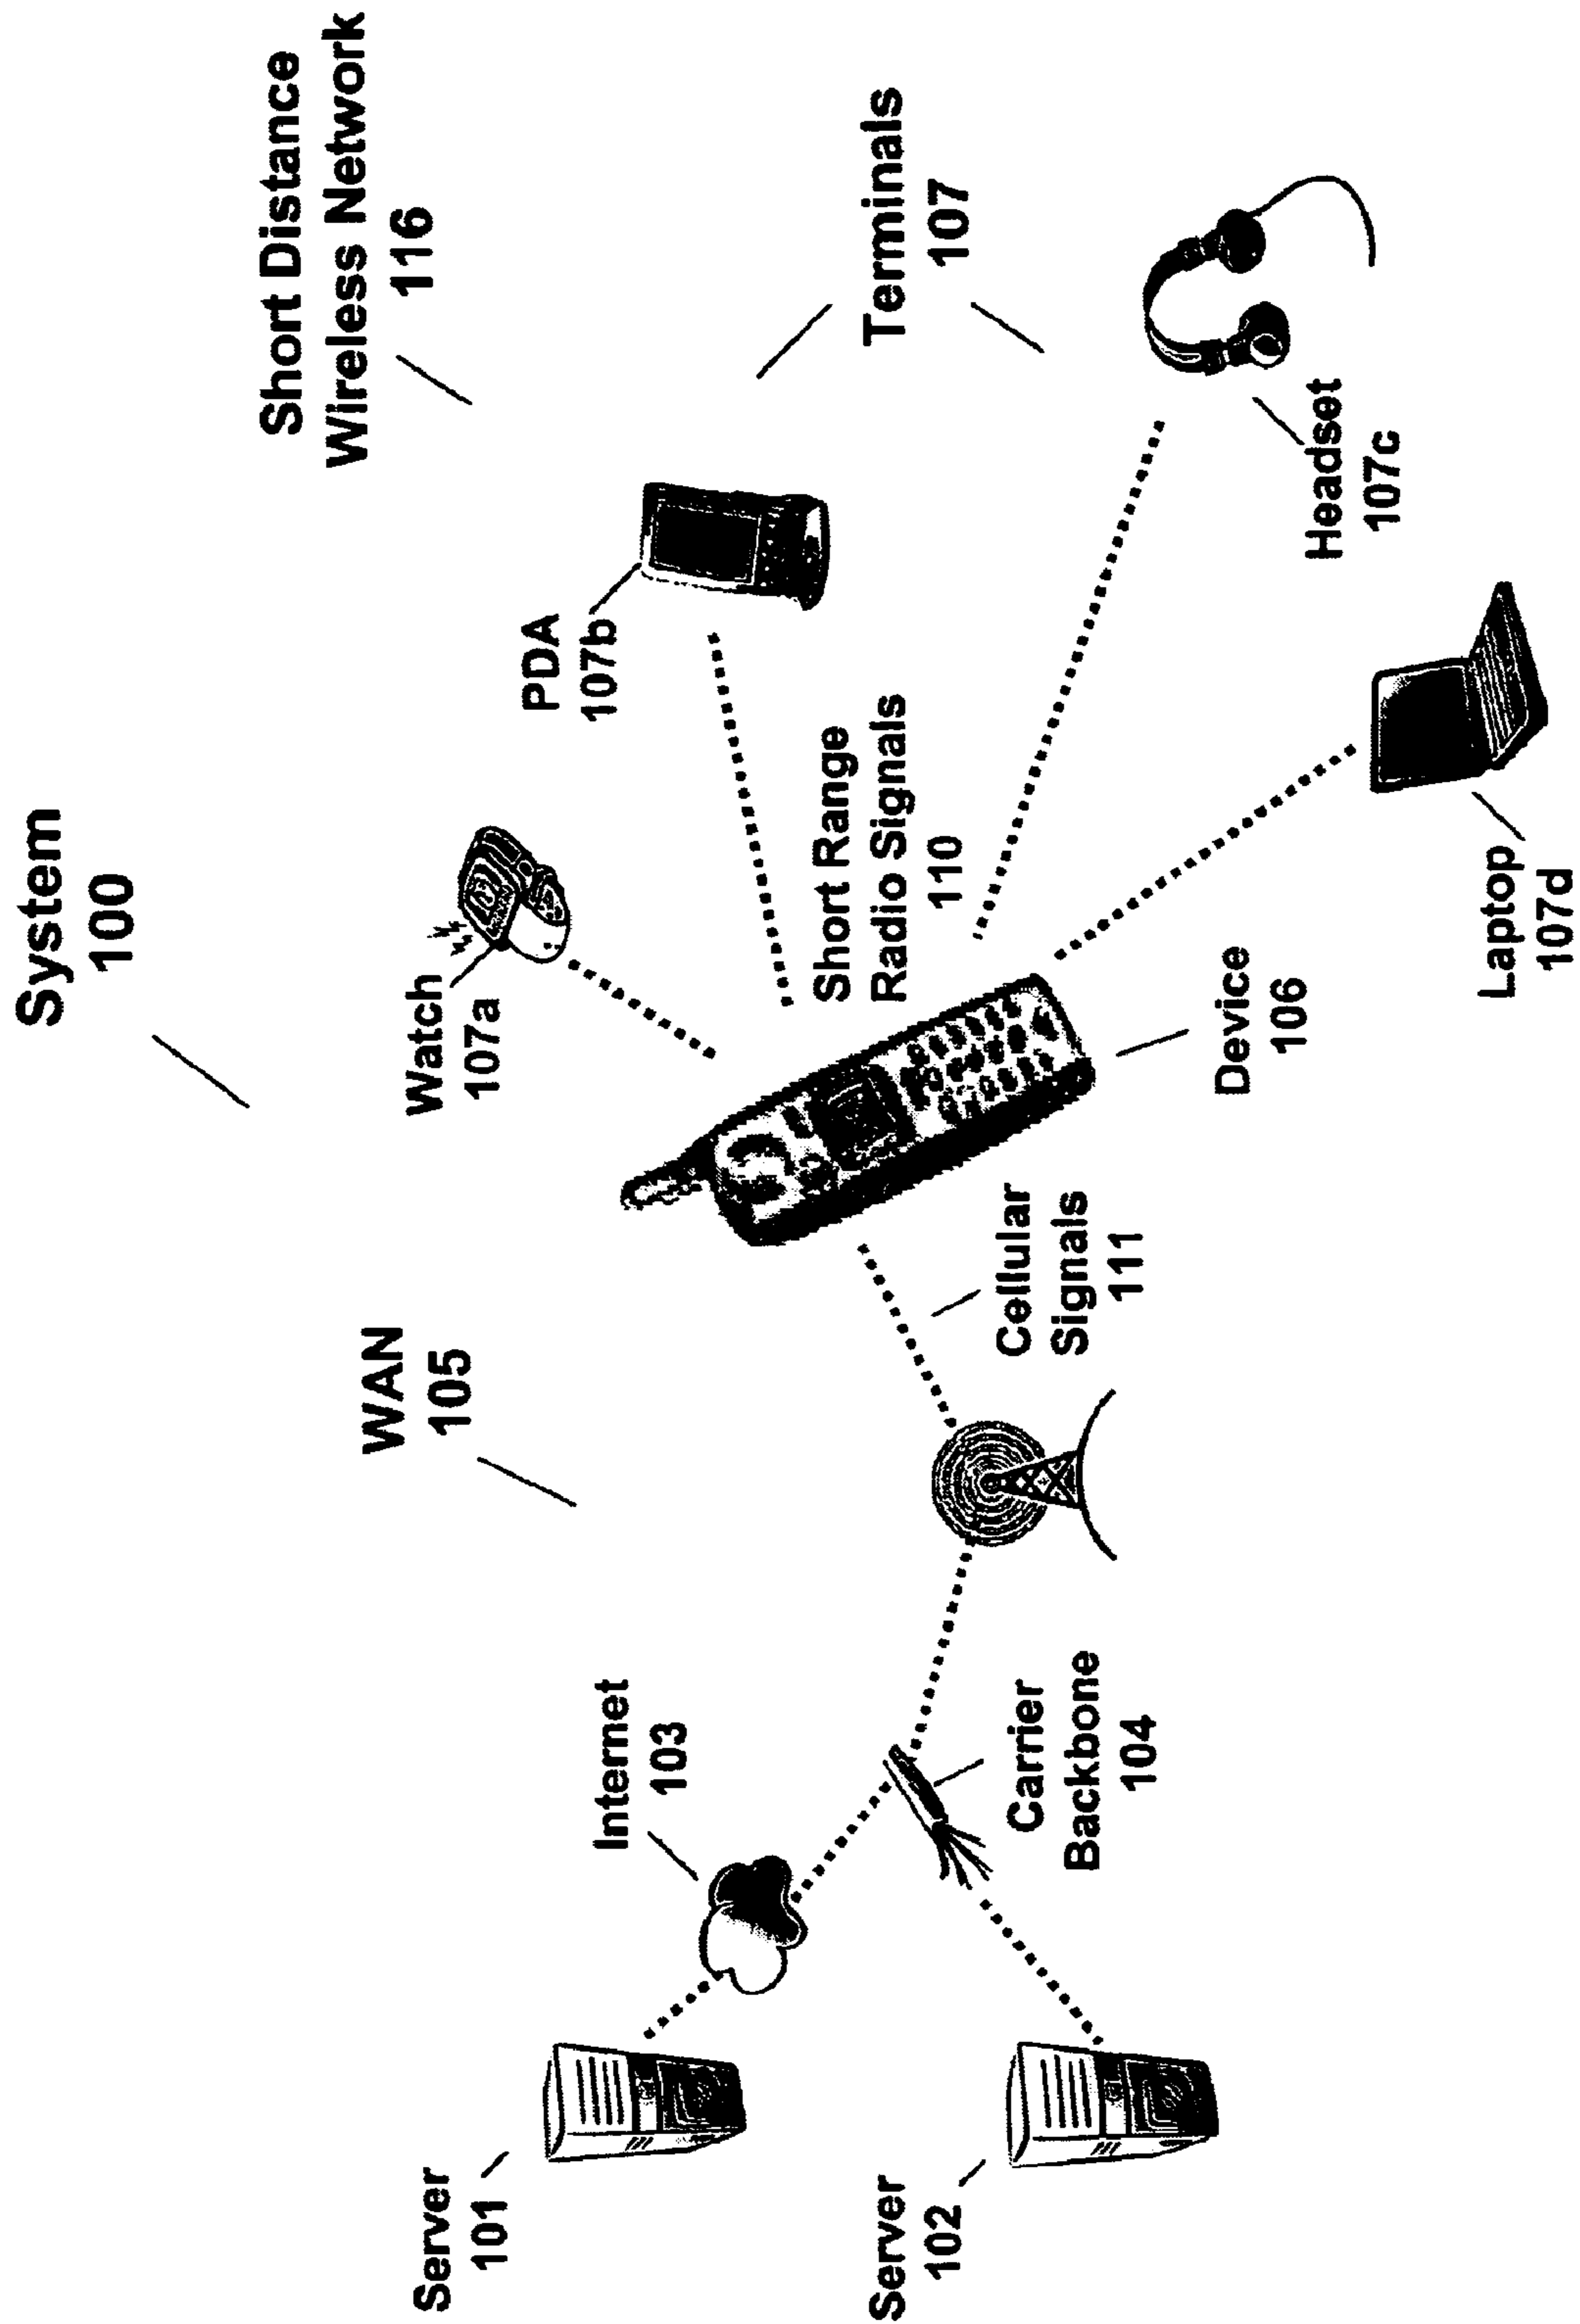 System
100
Short Distance
Wireless Network
116
WAN
105
Watch
107a
PDA
107b
Terminals
107
Internet
103
Short Range
Radio Signals
110
Server
101
Cellular
Signals
111
Carrier
Backbone
104
Device
106
Headset
107c
Server
102
Laptop
107d